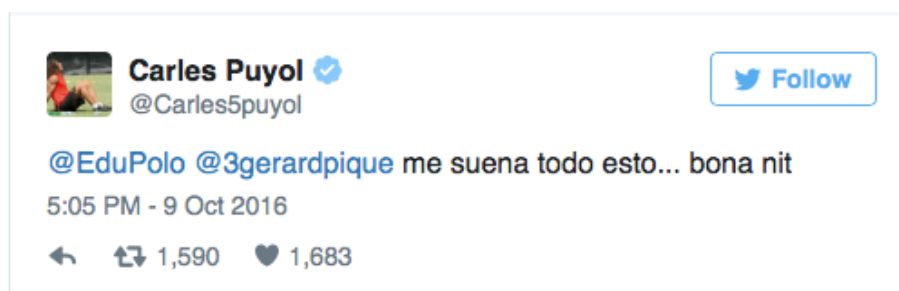 Carles Puyol
@Carles5puyol
Follow
@EduPolo @3gerardpique me suena todo esto... bona nit
5:05 PM - 9 Oct 2016
1,590 1,683